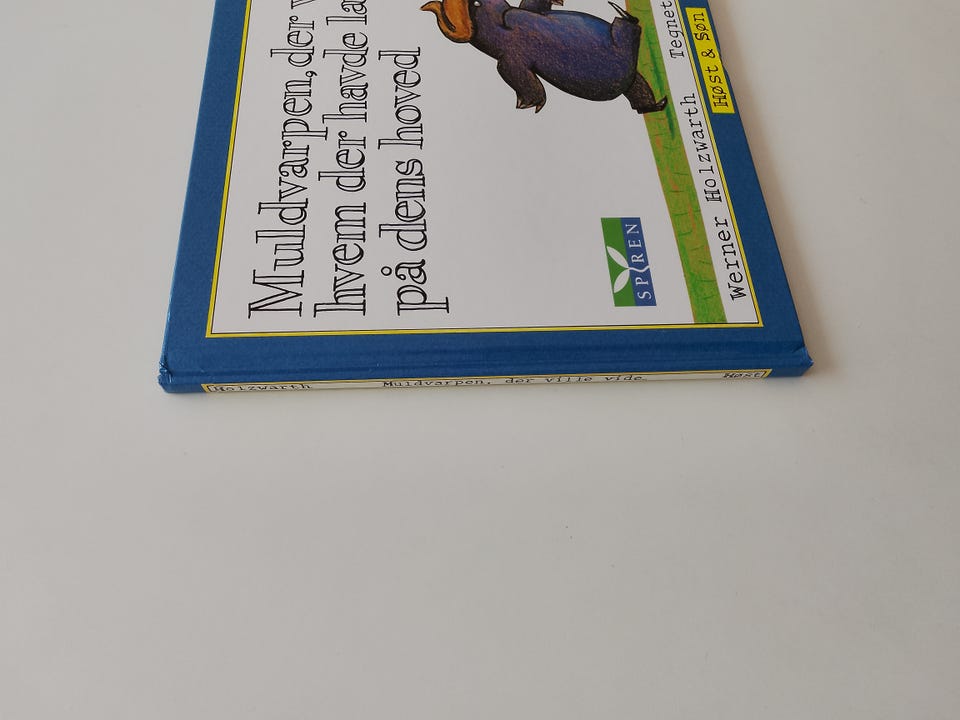 Muldvarpen, der v
hvem der havde la
på dens hoved
SPIREN
Werner Holzwarth Tegnet
Høst & Søn
Holzwarth Muldvarpen, der ville vide Høst